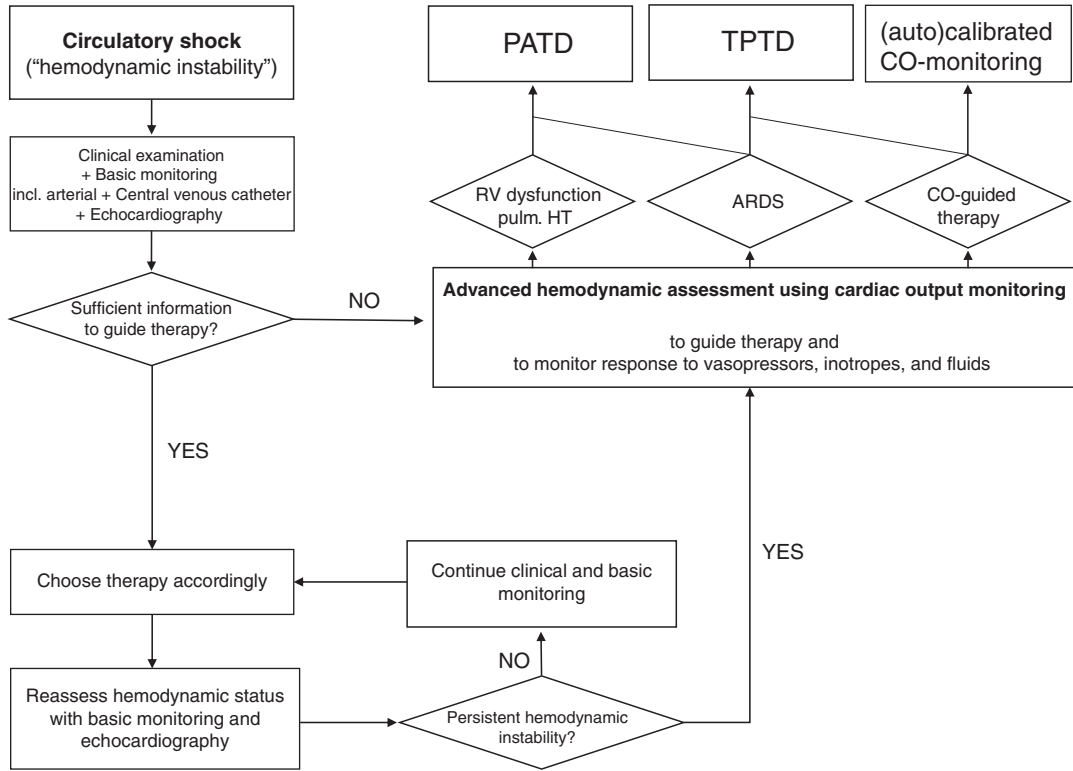 Circulatory shock
(“hemodynamic instability”)
Clinical examination
+ Basic monitoring
incl. arterial + Central venous catheter
+ Echocardiography
Sufficient information
to guide therapy?
NO
YES
PATD
TPTD
(auto)calibrated
CO-monitoring
RV dysfunction
pulm. HT
ARDS
CO-guided
therapy
Advanced hemodynamic assessment using cardiac output monitoring
to guide therapy and
to monitor response to vasopressors, inotropes, and fluids
Choose therapy accordingly
Continue clinical and basic
monitoring
YES
NO
Reassess hemodynamic status
with basic monitoring and
echocardiography
Persistent hemodynamic
instability?